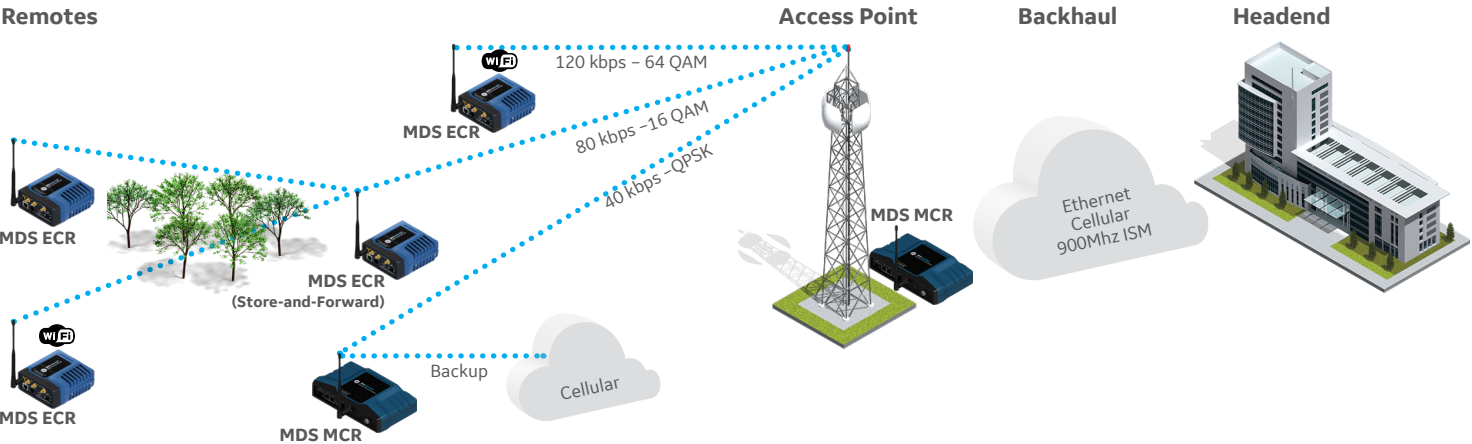 Remotes
Access Point
Backhaul
Headend
WiFi
120 kbps – 64 QAM
MDS ECR
80 kbps –16 QAM
40 kbps –QPSK
MDS ECR
MDS ECR
(Store-and-Forward)
MDS MCR
Ethernet
Cellular
900Mhz ISM
WiFi
MDS ECR
Backup
Cellular
MDS MCR